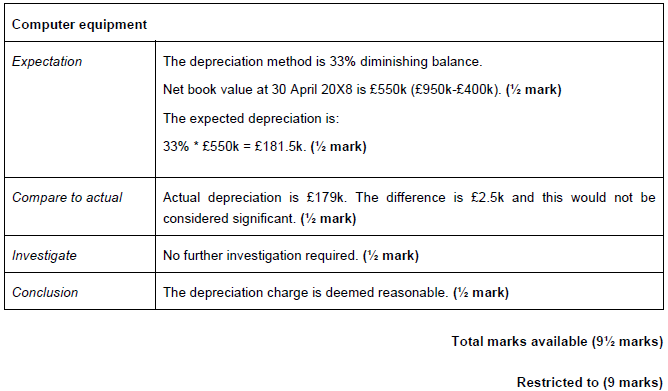 Computer equipment
Expectation
The depreciation method is 33% diminishing balance.
Net book value at 30 April 20X8 is £550k (£950k-£400k). (½ mark)
The expected depreciation is:
33% * £550k = £181.5k. (½ mark)
Compare to actual
Actual depreciation is £179k. The difference is £2.5k and this would not be
considered significant. (½ mark)
Investigate
No further investigation required. (½ mark)
Conclusion
The depreciation charge is deemed reasonable. (½ mark)
Total marks available (9½ marks)
Restricted to (9 marks)